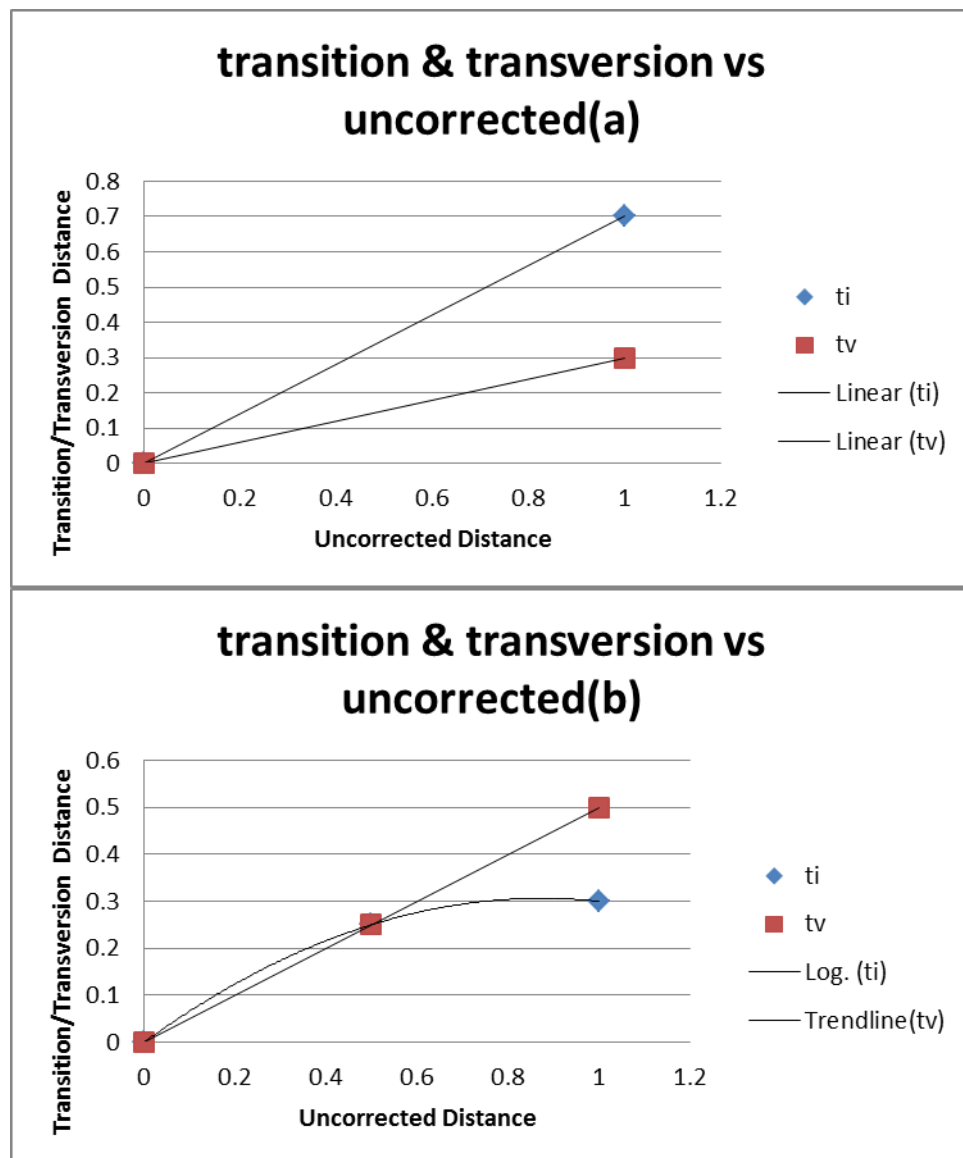 transition & transversion vs
uncorrected(a)
Transition/Transversion Distance
0.8
0.7
0.6
0.5
0.4
0.3
0.2
0.1
0
0 0.2 0.4 0.6 0.8 1 1.2
Uncorrected Distance
ti
tv
Linear (ti)
Linear (tv)
transition & transversion vs
uncorrected(b)
Transition/Transversion Distance
0.6
0.5
0.4
0.3
0.2
0.1
0
0 0.2 0.4 0.6 0.8 1 1.2
Uncorrected Distance
ti
tv
Log. (ti)
Trendline(tv)